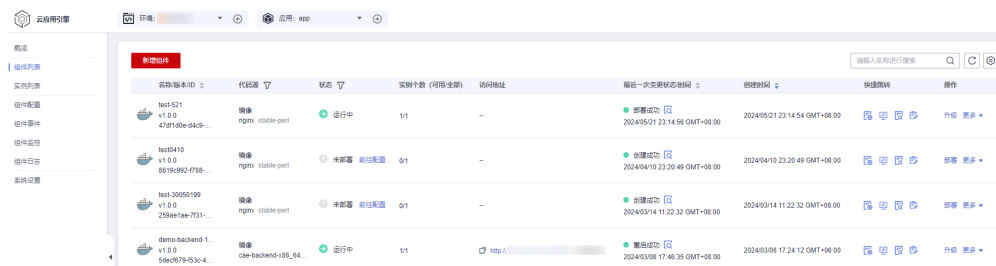 云应用引擎
环境:
应用: app
概览
组件列表
实例列表
组件配置
组件事件
组件监控
组件日志
系统设置
新增组件
请输入名称进行搜索
名称/版本/ID 代码源 状态 实例个数 (可用/全部) 访问地址 最近一次变更状态/时间 创建时间 快捷跳转 操作
test-521
v1.0.0
47df1d0e-d4c9-...
镜像
nginx stable-perl
运行中
1/1
--
部署成功
2024/05/21 23:14:56 GMT+08:00
2024/05/21 23:14:54 GMT+08:00
升级 更多
test0410
v1.0.0
8619c992-f788-...
镜像
nginx stable-perl
未部署 前往配置
0/1
--
创建成功
2024/04/10 23:20:49 GMT+08:00
2024/04/10 23:20:49 GMT+08:00
部署 更多
test-30050199
v1.0.0
259ae1ae-7f31-...
镜像
nginx stable-perl
未部署 前往配置
0/1
--
创建成功
2024/03/14 11:22:32 GMT+08:00
2024/03/14 11:22:32 GMT+08:00
部署 更多
demo-backend-1...
v1.0.0
5decf679-f53c-4...
镜像
cae-backend-x86_64...
运行中
1/1
http:/
重启成功
2024/03/08 17:46:35 GMT+08:00
2024/03/08 17:24:12 GMT+08:00
升级 更多